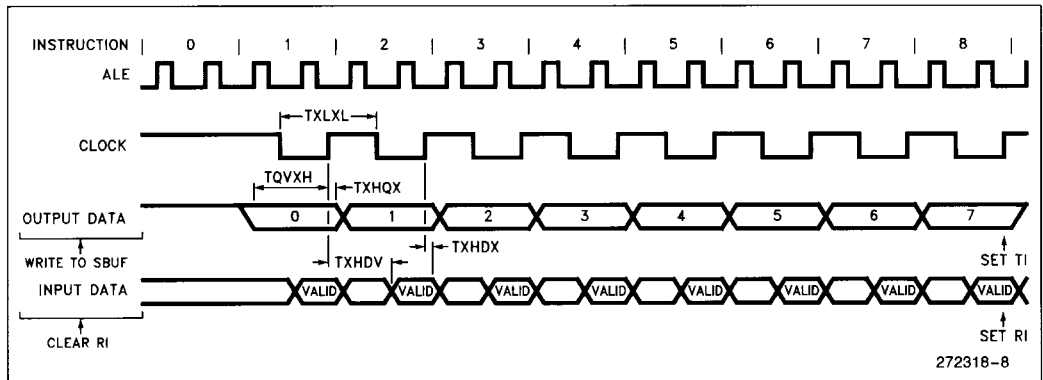 INSTRUCTION | 0 | 1 | 2 | 3 | 4 | 5 | 6 | 7 | 8 |
ALE
TXLXL
CLOCK
TQVXH
TXHQX
OUTPUT DATA 0 1 2 3 4 5 6 7
WRITE TO SBUF
TXHDV
TXHDX
SET TI
INPUT DATA VALID VALID VALID VALID VALID VALID VALID VALID
CLEAR RI
SET RI
272318-8